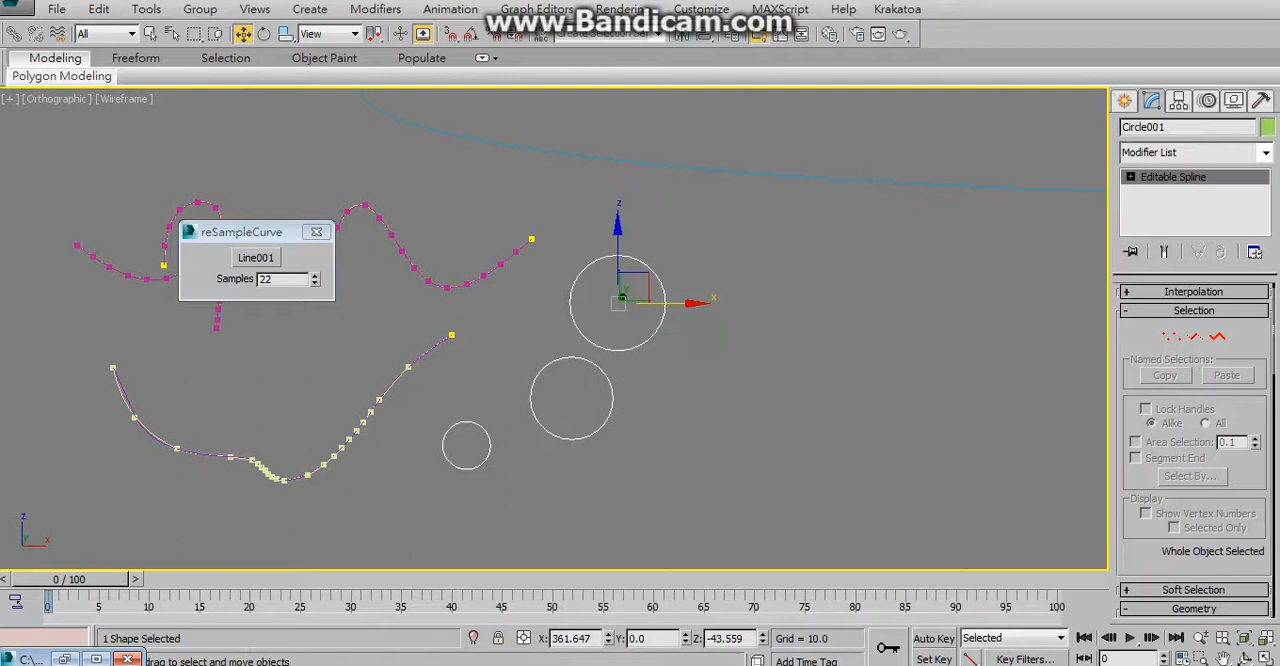 www.Bandicam.com
File Edit Tools Group Views Create Modifiers Animation Graph Editors Rendering Customize MAXScript Help Krakatoa
All View Create Selection Se
Modeling Freeform Selection Object Paint Populate
Polygon Modeling
[+][Orthographic][Wireframe]
reSampleCurve
Line001
Samples 22
z
y
x
z
y
x
Circle001
Modifier List
Editable Spline
Interpolation
Selection
Named Selections:
Copy Paste
Lock Handles
Alike All
Area Selection: 0.1
Segment End
Select By...
Display
Show Vertex Numbers
Selected Only
Whole Object Selected
Soft Selection
Geometry
< 0 / 100 >
0 5 10 15 20 25 30 35 40 45 50 55 60 65 70 75 80 85 90 95 100
1 Shape Selected X: 361.647 Y: 0.0 Z: -43.559 Grid = 10.0 Auto Key Selected
C:\... drag to select and move objects Add Time Tag Set Key Key Filters... 0